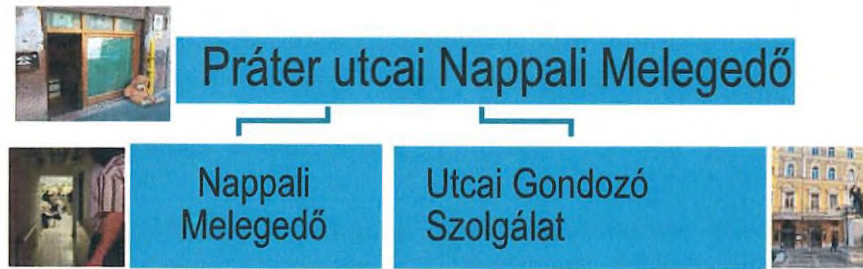 Práter utcai Nappali Melegedő
Nappali
Melegedő
Utcai Gondozó
Szolgálat